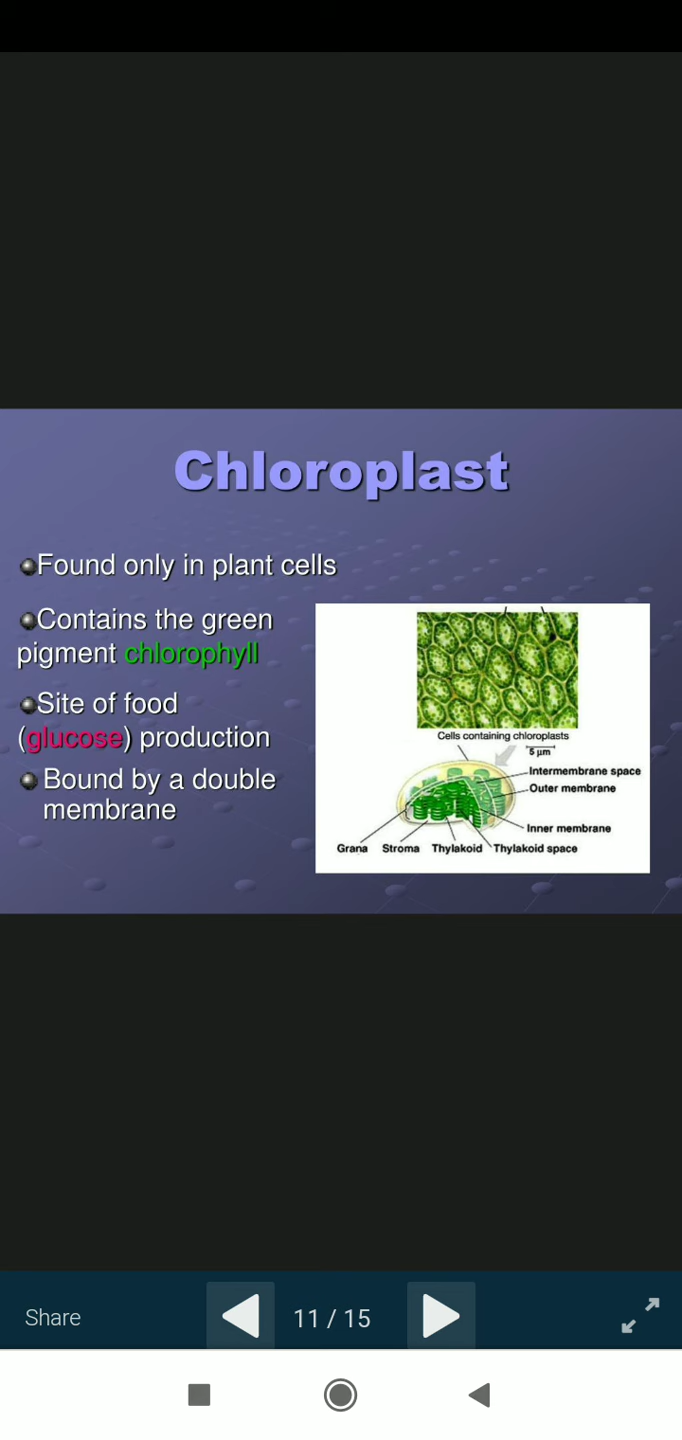 Chloroplast
Found only in plant cells
Contains the green
pigment chlorophyll
Site of food
(glucose) production
Bound by a double
membrane
Cells containing chloroplasts
5 μm
Intermembrane space
Outer membrane
Inner membrane
Grana Stroma Thylakoid Thylakoid space
Share
11 / 15